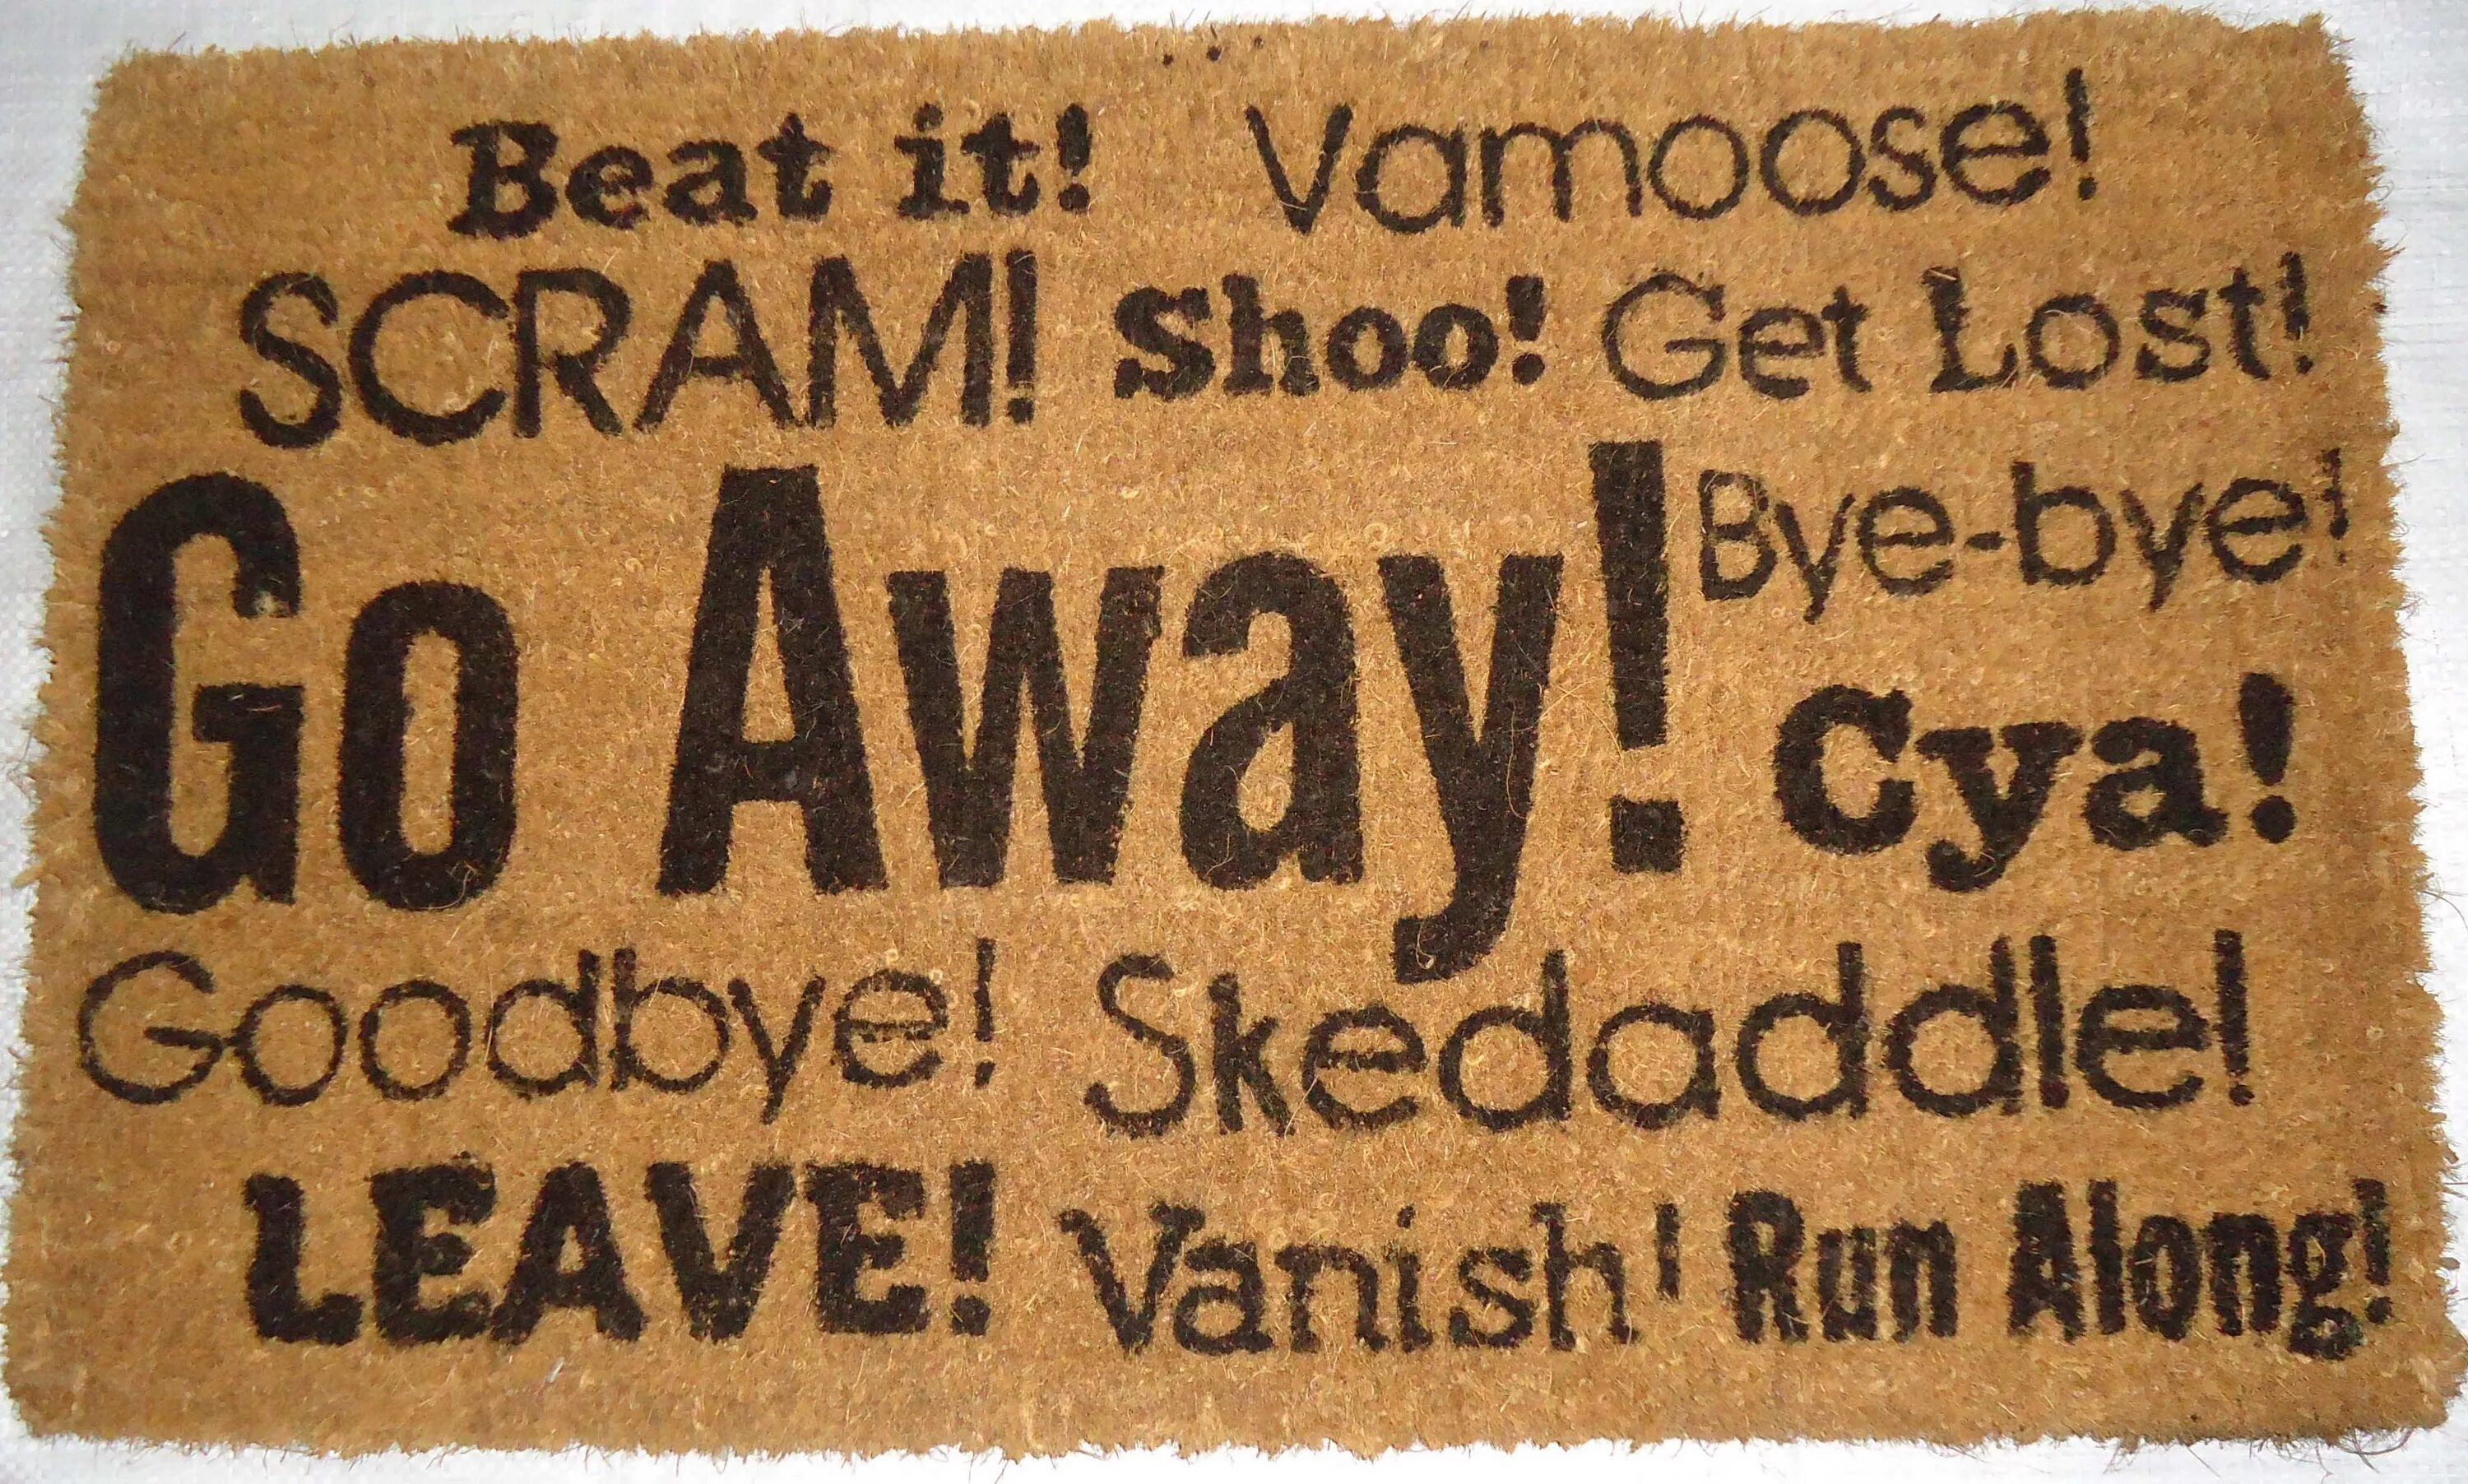 Beat it! Vamoose!
SCRAM! Shoo! Get Lost!
Go Away! Bye-bye!
Cya!
Goodbye! Skedaddle!
LEAVE! Vanish! Run Along!